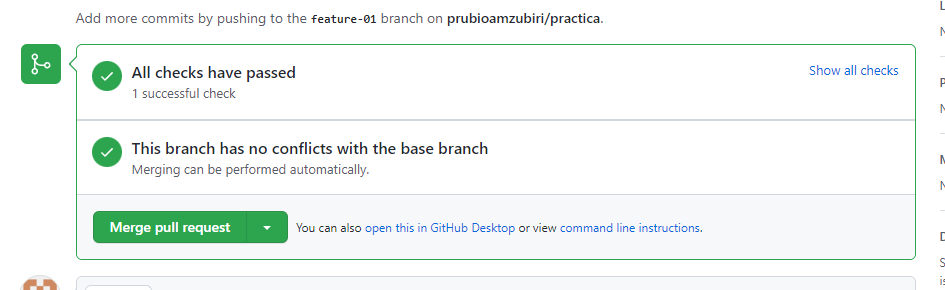 Add more commits by pushing to the feature-01 branch on prubioamzubiri/practica.
All checks have passed
Show all checks
1 successful check
This branch has no conflicts with the base branch
Merging can be performed automatically.
Merge pull request
You can also open this in GitHub Desktop or view command line instructions.